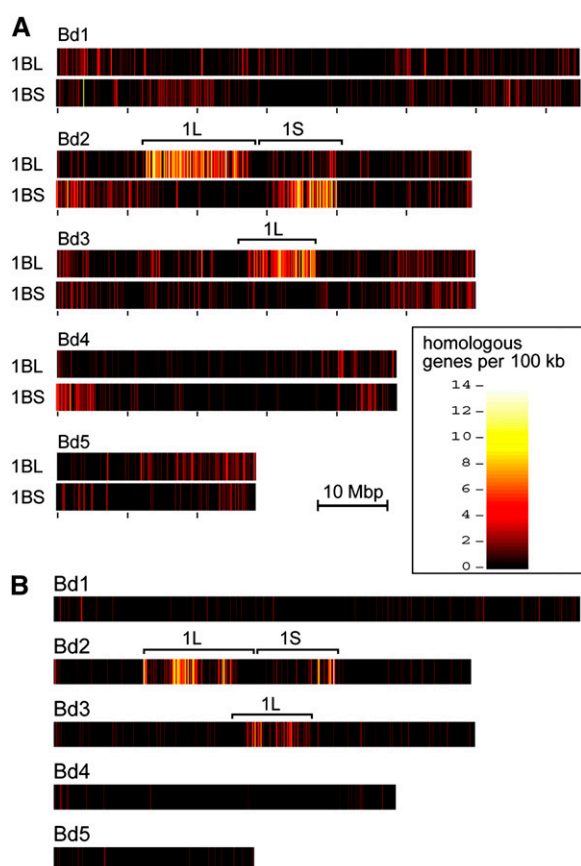 A
Bd1
1BL
1BS
1L 1S
Bd2
1BL
1BS
1L
Bd3
1BL
1BS
Bd4
1BL
1BS
Bd5
1BL
1BS
10 Mbp
homologous
genes per 100 kb
14
12
10
8
6
4
2
0
B
Bd1
1L 1S
Bd2
1L
Bd3
Bd4
Bd5